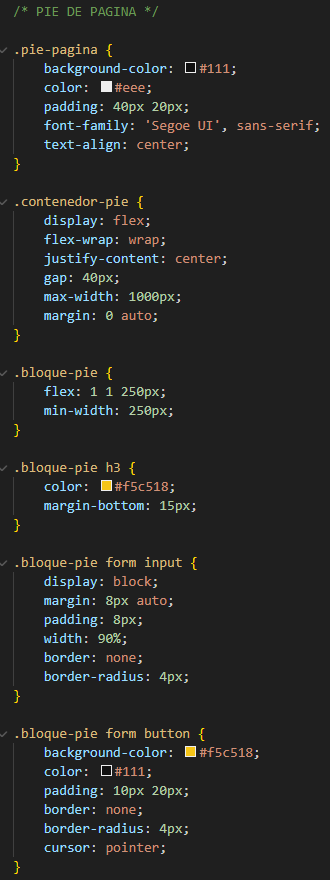 /* PIE DE PAGINA */
.pie-pagina {
background-color: #111;
color: #eee;
padding: 40px 20px;
font-family: 'Segoe UI', sans-serif;
text-align: center;
}
.contenedor-pie {
display: flex;
flex-wrap: wrap;
justify-content: center;
gap: 40px;
max-width: 1000px;
margin: 0 auto;
}
.bloque-pie {
flex: 1 1 250px;
min-width: 250px;
}
.bloque-pie h3 {
color: #f5c518;
margin-bottom: 15px;
}
.bloque-pie form input {
display: block;
margin: 8px auto;
padding: 8px;
width: 90%;
border: none;
border-radius: 4px;
}
.bloque-pie form button {
background-color: #f5c518;
color: #111;
padding: 10px 20px;
border: none;
border-radius: 4px;
cursor: pointer;
}